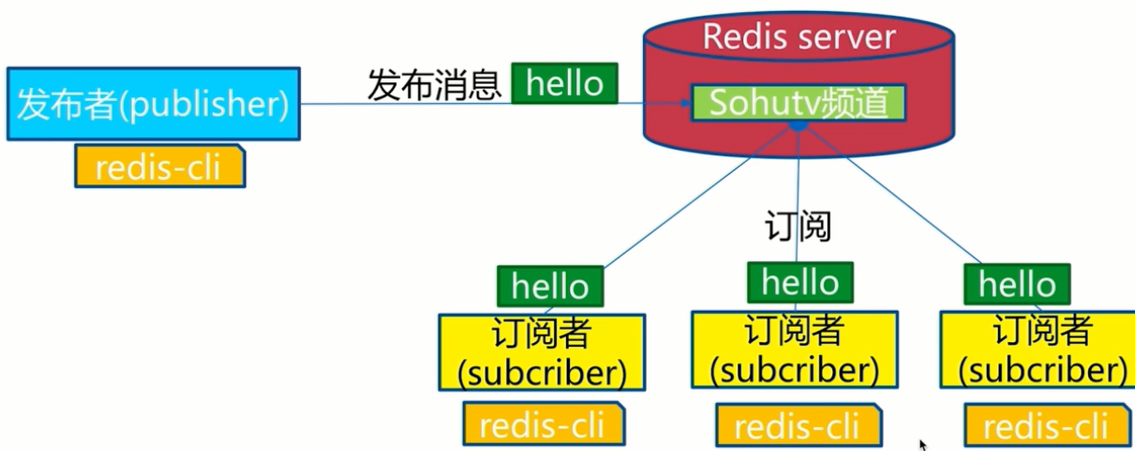 Redis server
发布者(publisher)
发布消息
hello
Sohutv频道
redis-cli
订阅
hello
hello
hello
订阅者
(subcriber)
订阅者
(subcriber)
订阅者
(subcriber)
redis-cli
redis-cli
redis-cli